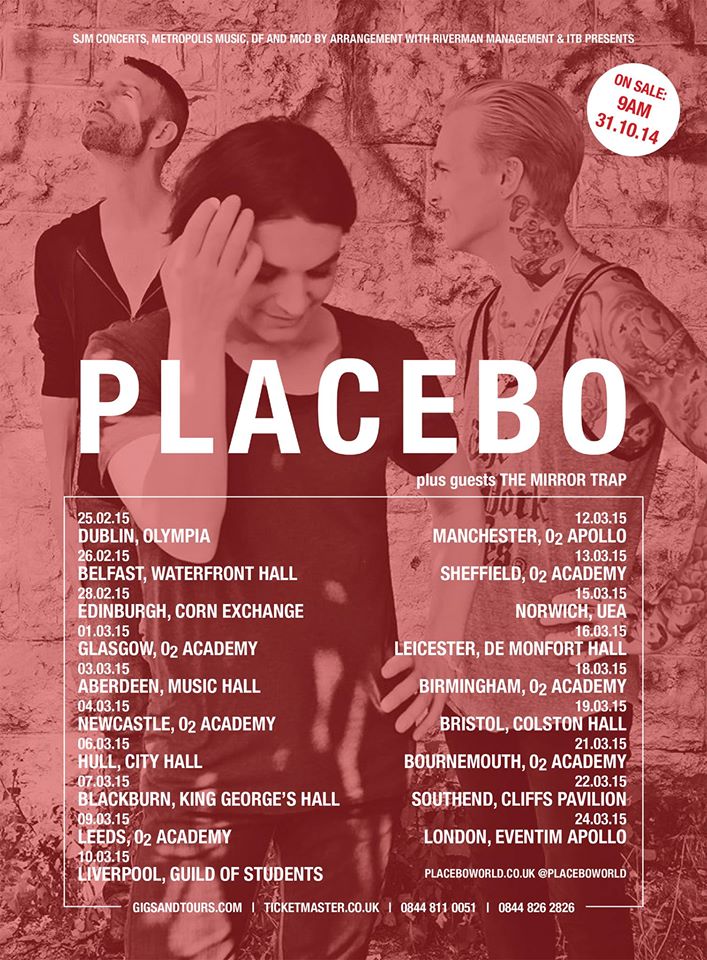 SJM CONCERTS, METROPOLIS MUSIC, DF AND MCD BY ARRANGEMENT WITH RIVERMAN MANAGEMENT & ITB PRESENTS
ON SALE:
9AM
31.10.14
PLACEBO
plus guests THE MIRROR TRAP
25.02.15
DUBLIN, OLYMPIA
26.02.15
BELFAST, WATERFRONT HALL
28.02.15
EDINBURGH, CORN EXCHANGE
01.03.15
GLASGOW, O2 ACADEMY
03.03.15
ABERDEEN, MUSIC HALL
04.03.15
NEWCASTLE, O2 ACADEMY
06.03.15
HULL, CITY HALL
07.03.15
BLACKBURN, KING GEORGE'S HALL
09.03.15
LEEDS, O2 ACADEMY
10.03.15
LIVERPOOL, GUILD OF STUDENTS
12.03.15
MANCHESTER, O2 APOLLO
13.03.15
SHEFFIELD, O2 ACADEMY
15.03.15
NORWICH, UEA
16.03.15
LEICESTER, DE MONFORT HALL
18.03.15
BIRMINGHAM, O2 ACADEMY
19.03.15
BRISTOL, COLSTON HALL
21.03.15
BOURNEMOUTH, O2 ACADEMY
22.03.15
SOUTHEND, CLIFFS PAVILION
24.03.15
LONDON, EVENTIM APOLLO
PLACEBOWORLD.CO.UK @PLACEBOWORLD
GIGSANDTOURS.COM | TICKETMASTER.CO.UK | 0844 811 0051 | 0844 826 2826